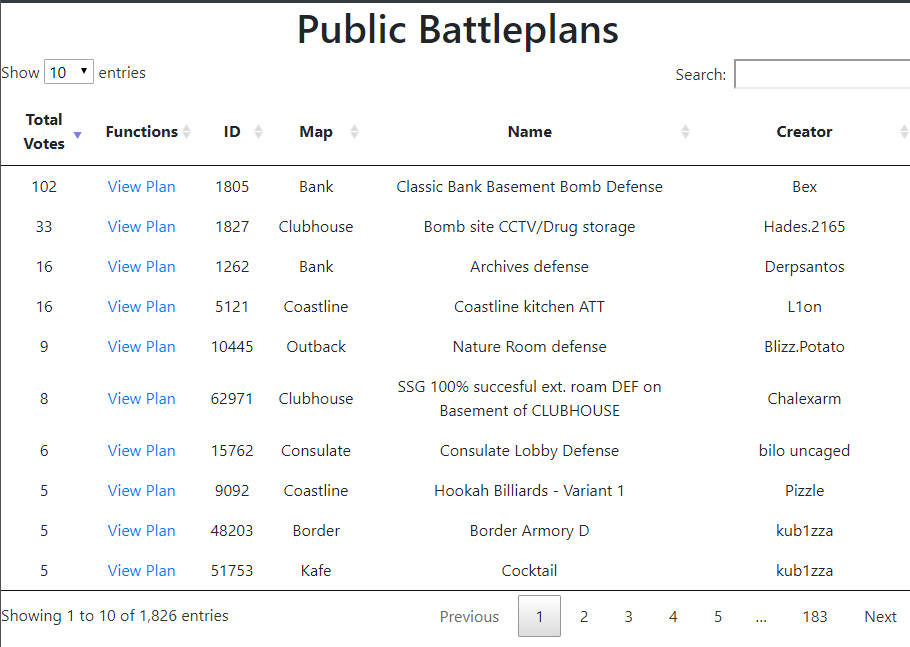 Public Battleplans
Show 10 entries
Search:
Total Votes Functions ID Map Name Creator
102 View Plan 1805 Bank Classic Bank Basement Bomb Defense Bex
33 View Plan 1827 Clubhouse Bomb site CCTV/Drug storage Hades.2165
16 View Plan 1262 Bank Archives defense Derpsantos
16 View Plan 5121 Coastline Coastline kitchen ATT L1on
9 View Plan 10445 Outback Nature Room defense Blizz.Potato
8 View Plan 62971 Clubhouse SSG 100% succesful ext. roam DEF on Basement of CLUBHOUSE Chalexarm
6 View Plan 15762 Consulate Consulate Lobby Defense bilo uncaged
5 View Plan 9092 Coastline Hookah Billiards - Variant 1 Pizzle
5 View Plan 48203 Border Border Armory D kub1zza
5 View Plan 51753 Kafe Cocktail kub1zza
Showing 1 to 10 of 1,826 entries
Previous 1 2 3 4 5 ... 183 Next